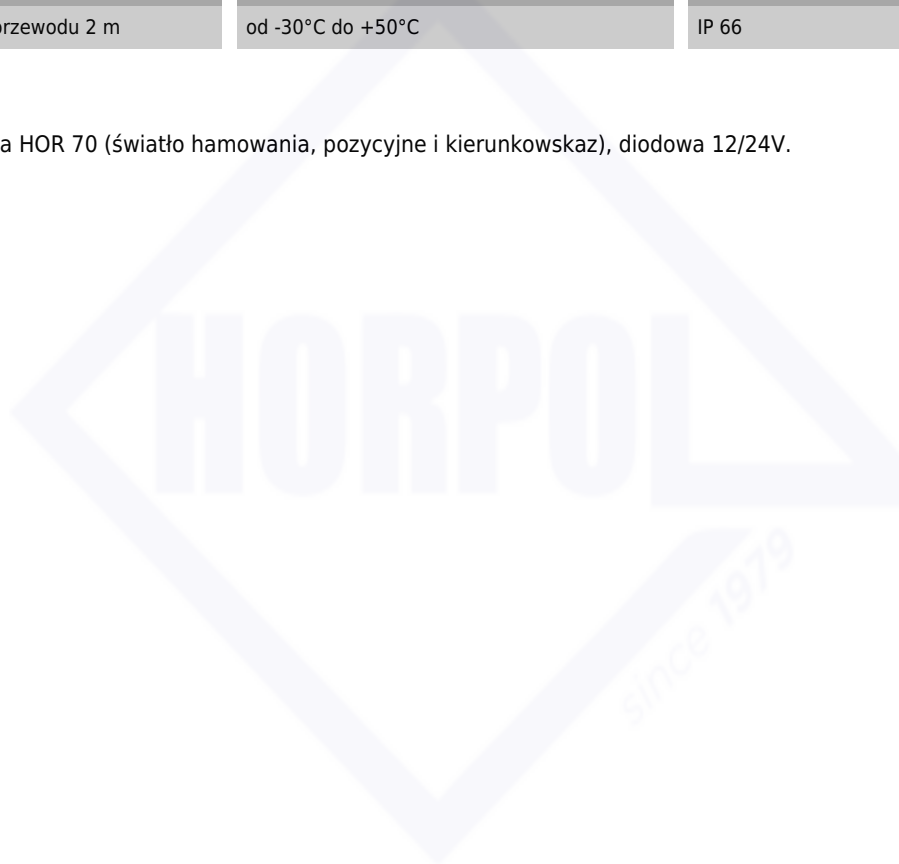 przewodu 2 m od -30°C do +50°C IP 66
a HOR 70 (światło hamowania, pozycyjne i kierunkowskaz), diodowa 12/24V.
HORPOL
since 1979